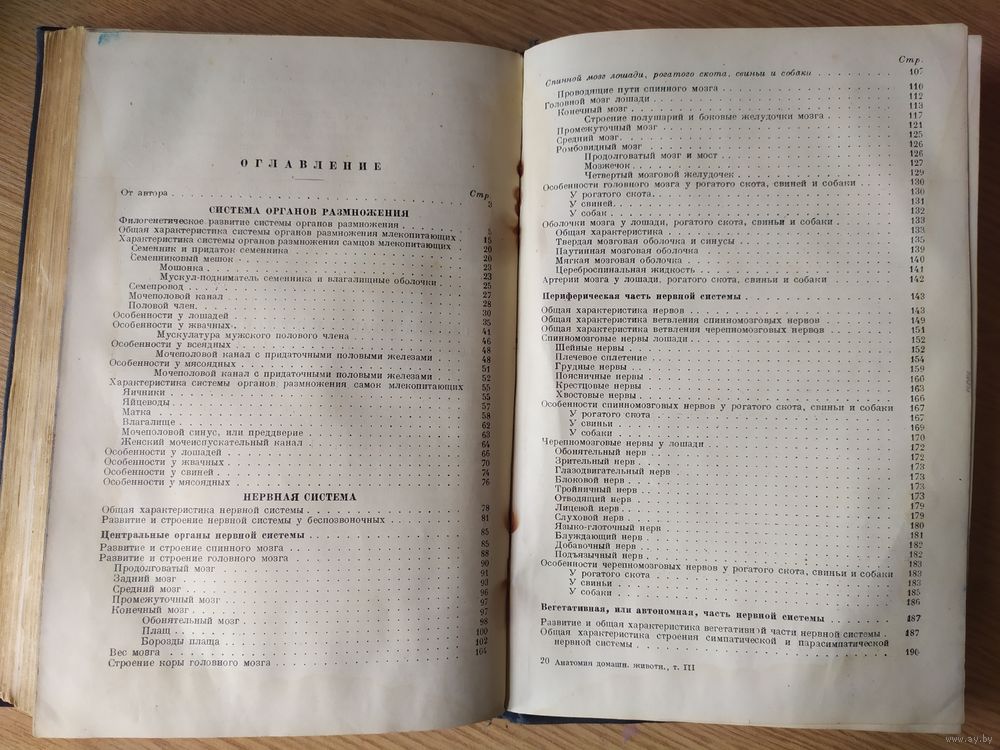 ОГЛАВЛЕНИЕ
Стр.
От автора 3
СИСТЕМА ОРГАНОВ РАЗМНОЖЕНИЯ
Филогенетическое развитие системы органов размножения 5
Общая характеристика системы органов размножения млекопитающих 15
Характеристика системы органов размножения самцов млекопитающих 20
Семенник и придаток семенника 20
Семенниковый мешок 20
Мошонка 23
Мускул-подниматель семенника и влагалищные оболочки 23
Семепровод 25
Мочеполовой канал 27
Половой член 28
Особенности у лошадей 30
Особенности у жвачных 35
Мускулатура мужского полового члена 41
Особенности у всеядных 46
Мочеполовой канал с придаточными половыми железами 48
Особенности у мясоядных 48
Мочеполовой канал с придаточными половыми железами 51
Характеристика системы органов размножения самок млекопитающих 52
Яичники 55
Яйцеводы 55
Матка 57
Влагалище 58
Мочеполовой синус, или преддверие 62
Женский мочеиспускательный канал 63
Особенности у лошадей 64
Особенности у жвачных 66
Особенности у свиней 70
Особенности у мясоядных 74
76
НЕРВНАЯ СИСТЕМА
Общая характеристика нервной системы 78
Развитие и строение нервной системы у беспозвоночных 81
Центральные органы нервной системы 85
Развитие и строение спинного мозга 85
Развитие и строение головного мозга 88
Продолговатый мозг 90
Задний мозг 91
Средний мозг 93
Промежуточный мозг 96
Конечный мозг 97
Обонятельный мозг 97
Плащ 98
Борозды плаща 100
Вес мозга 102
Строение коры головного мозга 104
Стр.
Спинной мозг лошади, рогатого скота, свиньи и собаки 107
Проводящие пути спинного мозга 110
Головной мозг лошади 112
Конечный мозг 113
Строение полушарий и боковые желудочки мозга 117
Промежуточный мозг 121
Средний мозг 125
Ромбовидный мозг 126
Продолговатый мозг и мост 126
Мозжечок 127
Четвертый мозговой желудочек 129
Особенности головного мозга у рогатого скота, свиней и собаки 130
У рогатого скота 130
У свиней 131
У собак 132
Оболочки мозга у лошади, рогатого скота, свиньи и собаки 133
Общая характеристика 133
Твердая мозговая оболочка и синусы 135
Паутинная мозговая оболочка 139
Мягкая мозговая оболочка 140
Цереброспинальная жидкость 141
Артерии мозга у лошади, рогатого скота, свиньи и собаки 142
Периферическая часть нервной системы 143
Общая характеристика нервов 143
Общая характеристика ветвления спинномозговых нервов 149
Общая характеристика ветвления черепномозговых нервов 151
Спинномозговые нервы лошади 152
Шейные нервы 152
Плечевое сплетение 154
Грудные нервы 159
Поясничные нервы 160
Крестцовые нервы 163
Хвостовые нервы 166
Особенности спинномозговых нервов у рогатого скота, свиньи и собаки 167
У рогатого скота 167
У свиньи 169
У собаки 170
Черепномозговые нервы у лошади 172
Обонятельный нерв 172
Зрительный нерв 173
Глазодвигательный нерв 173
Блоковой нерв 173
Тройничный нерв 173
Отводящий нерв 179
Лицевой нерв 179
Слуховой нерв 180
Языко-глоточный нерв 181
Блуждающий нерв 182
Добавочный нерв 182
Подъязычный нерв 183
Особенности черепномозговых нервов у рогатого скота, свиньи и собаки 183
У рогатого скота 183
У свиньи 185
У собаки 186
Вегетативная, или автономная, часть нервной системы 187
Развитие и общая характеристика вегетативной части нервной системы 187
Общая характеристика строения симпатической и парасимпатической
нервной системы 190
20 Анатомия домашн. животн., т. III
www.ay.by